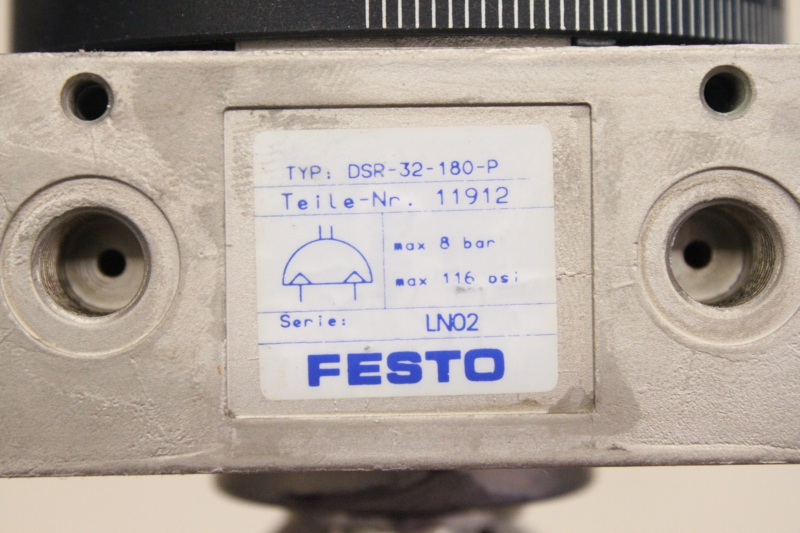 TYP: DSR-32-180-P
Teile-Nr. 11912
max 8 bar
max 116 psi
Serie: LN02
FESTO